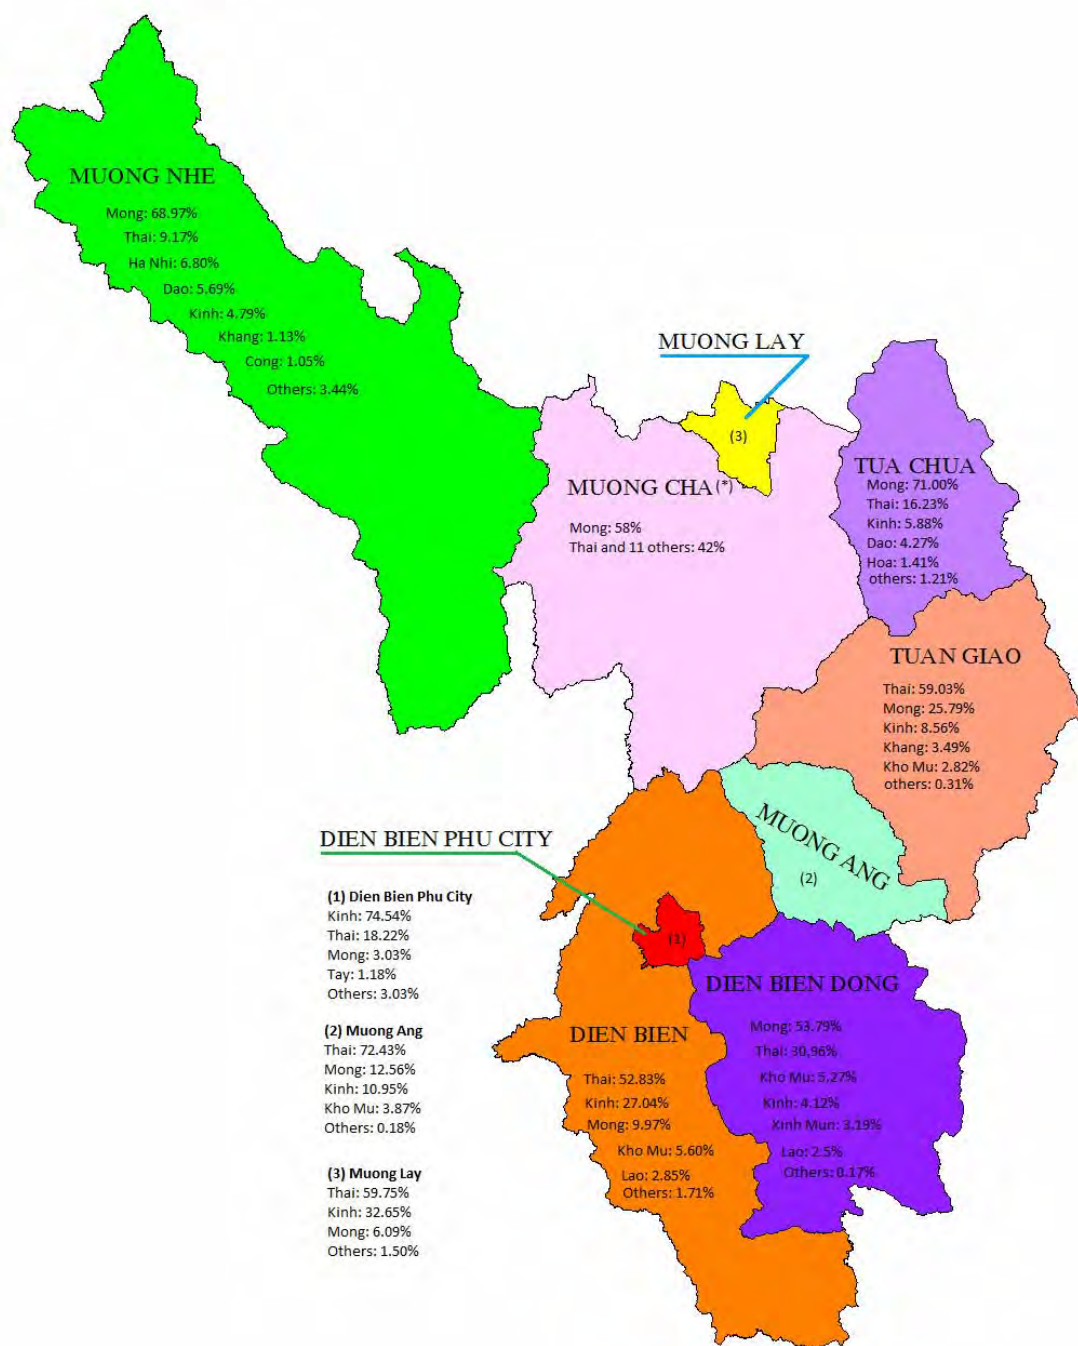 MUONG NHE
Mong: 68.97%
Thai: 9.17%
Ha Nhi: 6.80%
Dao: 5.69%
Kinh: 4.79%
Khang: 1.13%
Cong: 1.05%
Others: 3.44%
MUONG LAY
(3)
MUONG CHA (*)
Mong: 58%
Thai and 11 others: 42%
TUA CHUA
Mong: 71.00%
Thai: 16.23%
Kinh: 5.88%
Dao: 4.27%
Hoa: 1.41%
others: 1.21%
TUAN GIAO
Thai: 59.03%
Mong: 25.79%
Kinh: 8.56%
Khang: 3.49%
Kho Mu: 2.82%
others: 0.31%
MUONG ANG
(2)
DIEN BIEN PHU CITY
(1)
(1) Dien Bien Phu City
Kinh: 74.54%
Thai: 18.22%
Mong: 3.03%
Tay: 1.18%
Others: 3.03%
(2) Muong Ang
Thai: 72.43%
Mong: 12.56%
Kinh: 10.95%
Kho Mu: 3.87%
Others: 0.18%
(3) Muong Lay
Thai: 59.75%
Kinh: 32.65%
Mong: 6.09%
Others: 1.50%
DIEN BIEN
Thai: 52.83%
Kinh: 27.04%
Mong: 9.97%
Kho Mu: 5.60%
Lao: 2.85%
Others: 1.71%
DIEN BIEN DONG
Mong: 53.79%
Thai: 30,96%
Kho Mu: 5.27%
Kinh: 4.12%
Xinh Mun: 3.19%
Lao: 2.5%
Others: 0.17%